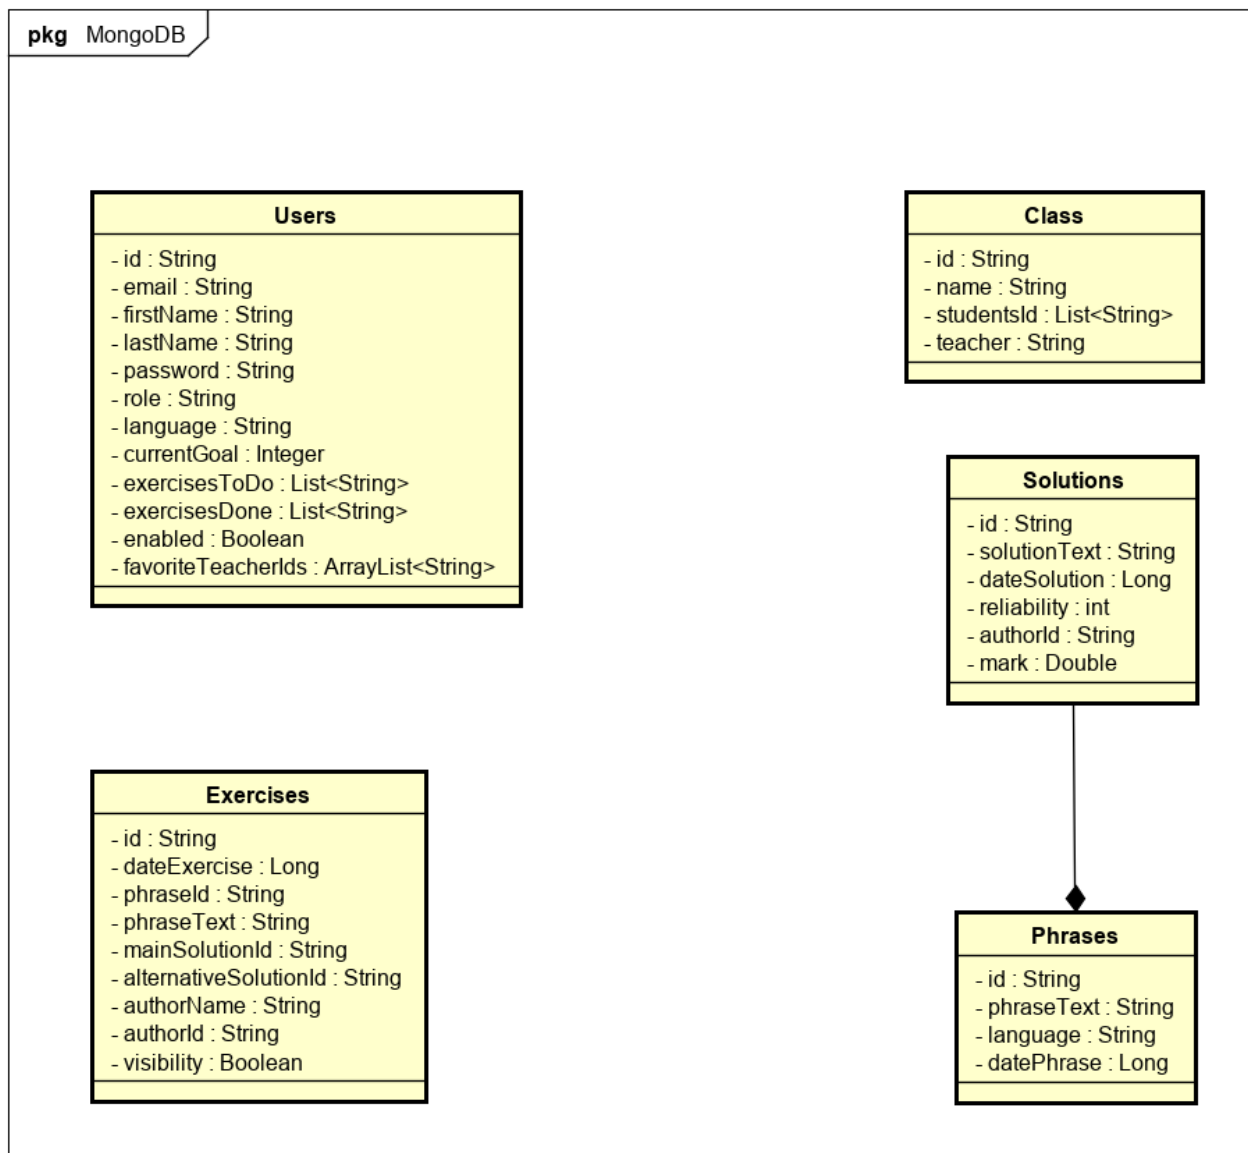 pkg MongoDB
Users
- id : String
- email : String
- firstName : String
- lastName : String
- password : String
- role : String
- language : String
- currentGoal : Integer
- exercisesToDo : List<String>
- exercisesDone : List<String>
- enabled : Boolean
- favoriteTeacherIds : ArrayList<String>
Class
- id : String
- name : String
- studentsId : List<String>
- teacher : String
Solutions
- id : String
- solutionText : String
- dateSolution : Long
- reliability : int
- authorId : String
- mark : Double
Exercises
- id : String
- dateExercise : Long
- phraseId : String
- phraseText : String
- mainSolutionId : String
- alternativeSolutionId : String
- authorName : String
- authorId : String
- visibility : Boolean
Phrases
- id : String
- phraseText : String
- language : String
- datePhrase : Long